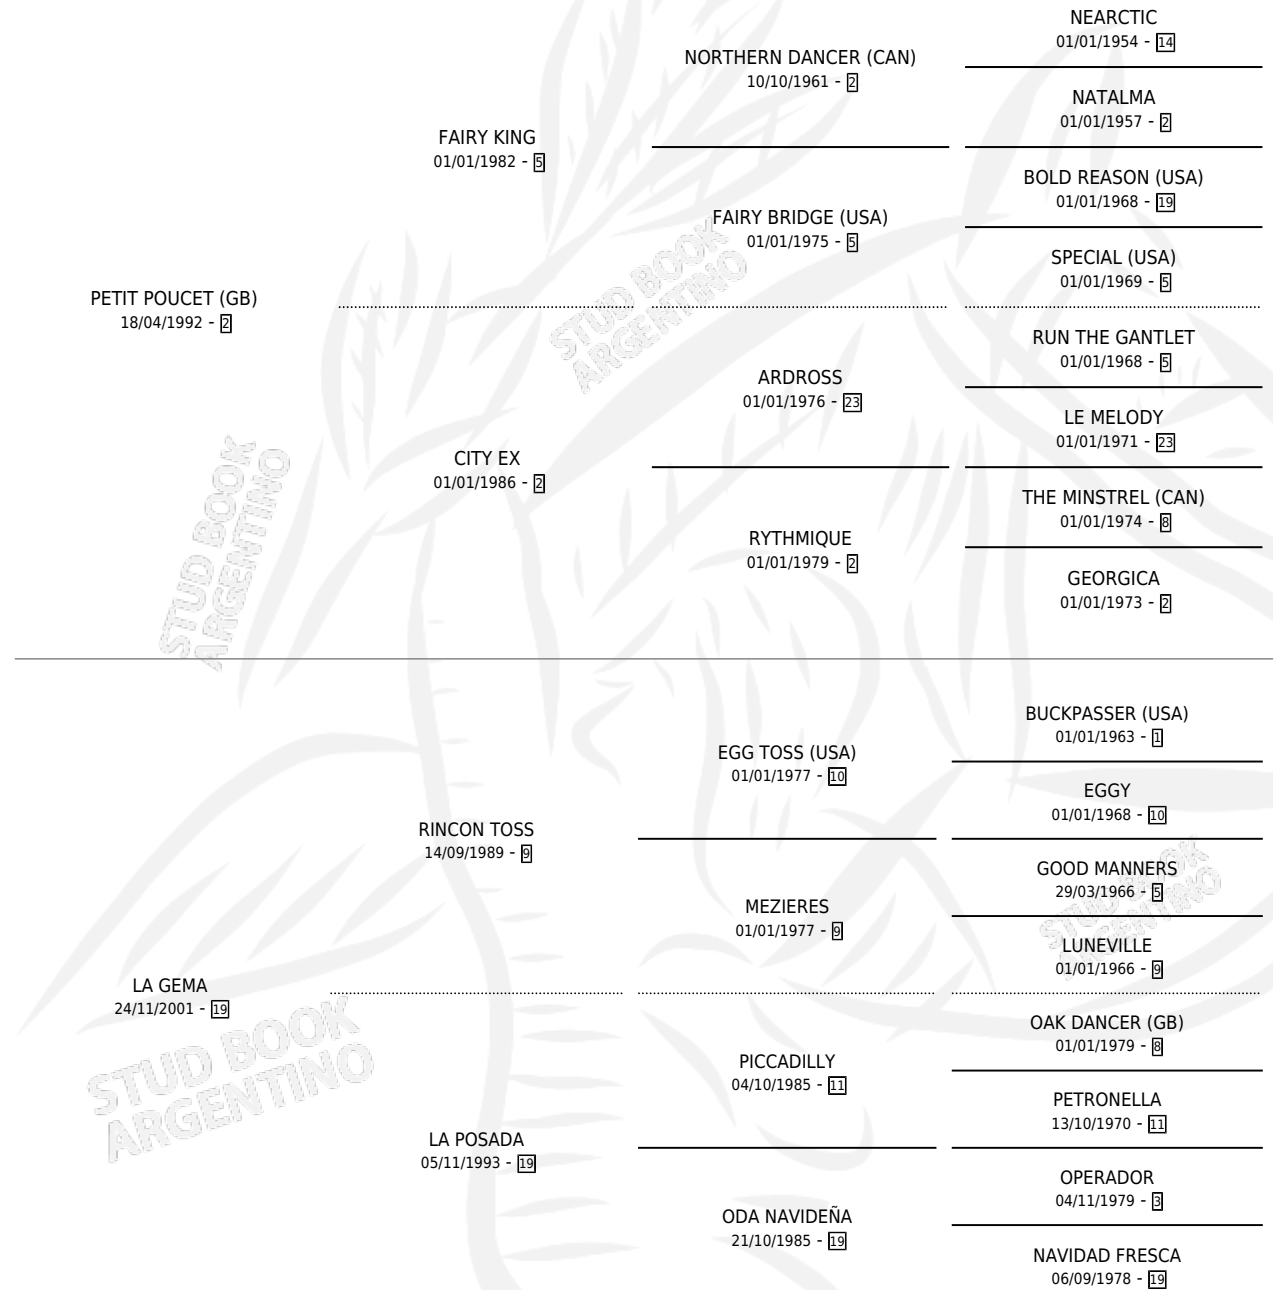 NEARCTIC
01/01/1954 - 14
NORTHERN DANCER (CAN)
10/10/1961 - 2
NATALMA
01/01/1957 - 2
FAIRY KING
01/01/1982 - 5
BOLD REASON (USA)
01/01/1968 - 19
FAIRY BRIDGE (USA)
01/01/1975 - 5
SPECIAL (USA)
01/01/1969 - 5
PETIT POUCET (GB)
18/04/1992 - 2
STUD BOOK
ARGENTINO
RUN THE GANTLET
01/01/1968 - 5
ARDROSS
01/01/1976 - 23
LE MELODY
01/01/1971 - 23
CITY EX
01/01/1986 - 2
THE MINSTREL (CAN)
01/01/1974 - 8
RYTHMIQUE
01/01/1979 - 2
GEORGICA
01/01/1973 - 2
STUD BOOK
ARGENTINO
BUCKPASSER (USA)
01/01/1963 - 1
EGG TOSS (USA)
01/01/1977 - 10
EGGY
01/01/1968 - 10
RINCON TOSS
14/09/1989 - 9
GOOD MANNERS
29/03/1966 - 5
MEZIERES
01/01/1977 - 9
STUD BOOK
ARGENTINO
LUNEVILLE
01/01/1966 - 9
LA GEMA
24/11/2001 - 19
OAK DANCER (GB)
01/01/1979 - 8
PICCADILLY
04/10/1985 - 11
STUD BOOK
ARGENTINO
PETRONELLA
13/10/1970 - 11
LA POSADA
05/11/1993 - 19
OPERADOR
04/11/1979 - 3
ODA NAVIDEÑA
21/10/1985 - 19
NAVIDAD FRESCA
06/09/1978 - 19